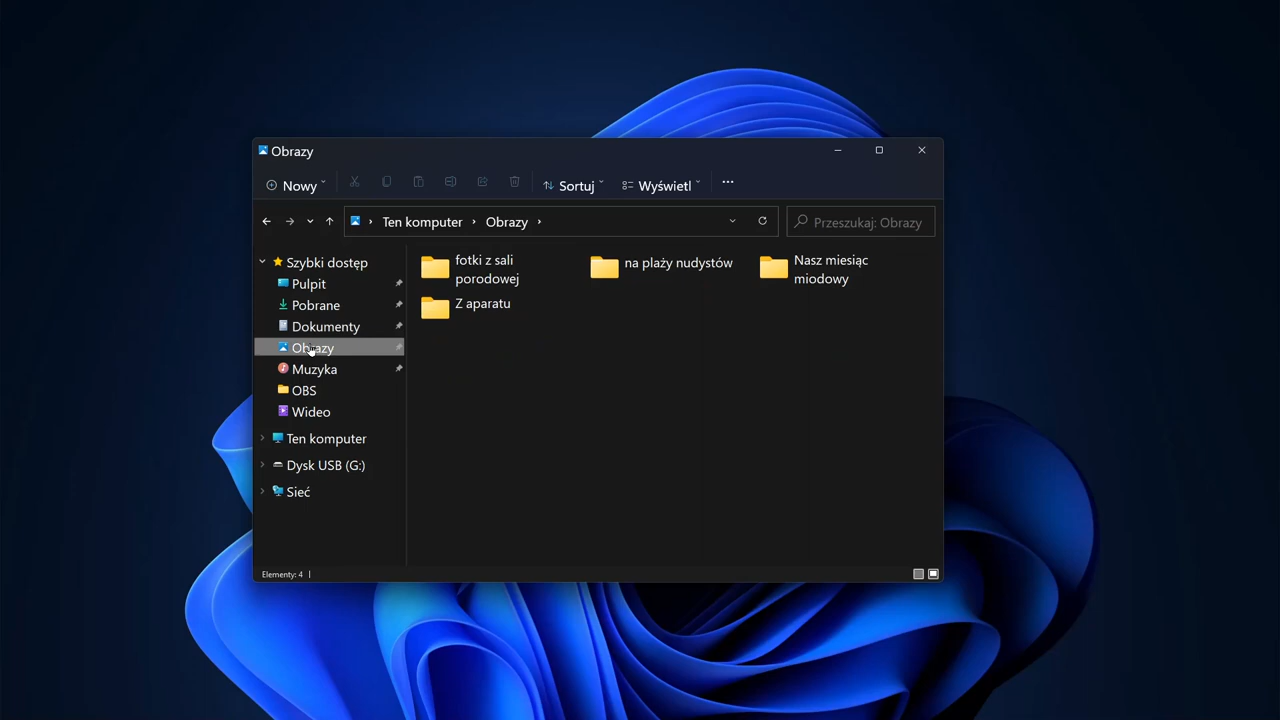 Obrazy
Nowy
Sortuj
Wyświetl
Ten komputer
Obrazy
Przeszukaj: Obrazy
Szybki dostęp
Pulpit
Pobrane
Dokumenty
Obrazy
Muzyka
OBS
Wideo
Ten komputer
Dysk USB (G:)
Sieć
fotki z sali
porodowej
na plaży nudystów
Nasz miesiąc
miodowy
Z aparatu
Elementy: 4